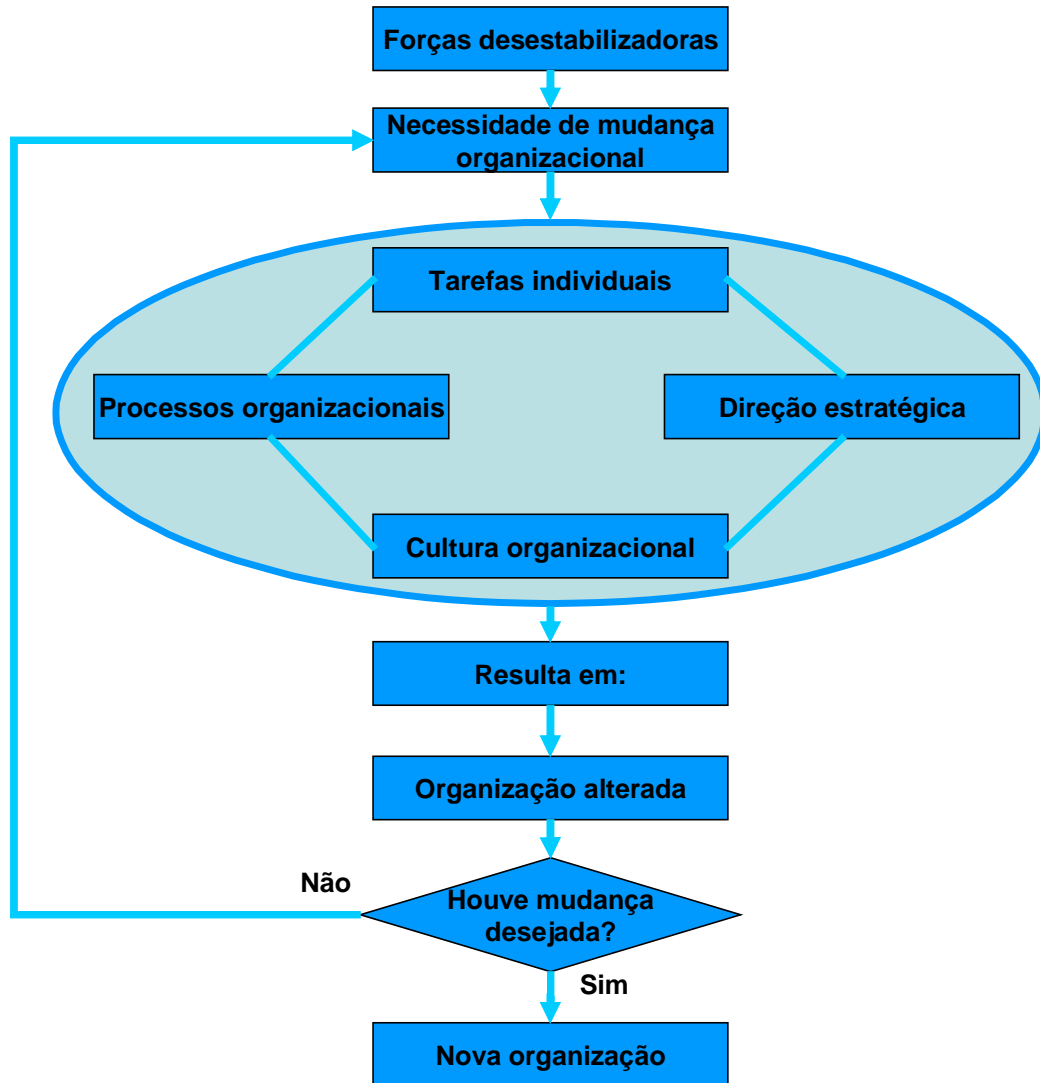 Forças desestabilizadoras
Necessidade de mudança
organizacional
Tarefas individuais
Processos organizacionais
Direção estratégica
Cultura organizacional
Resulta em:
Organização alterada
Não
Houve mudança
desejada?
Sim
Nova organização